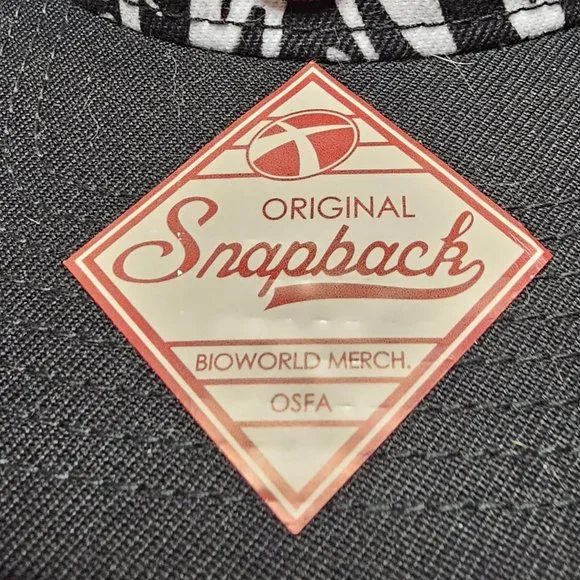 ORIGINAL
Snapback
BIOWORLD MERCH.
OSFA